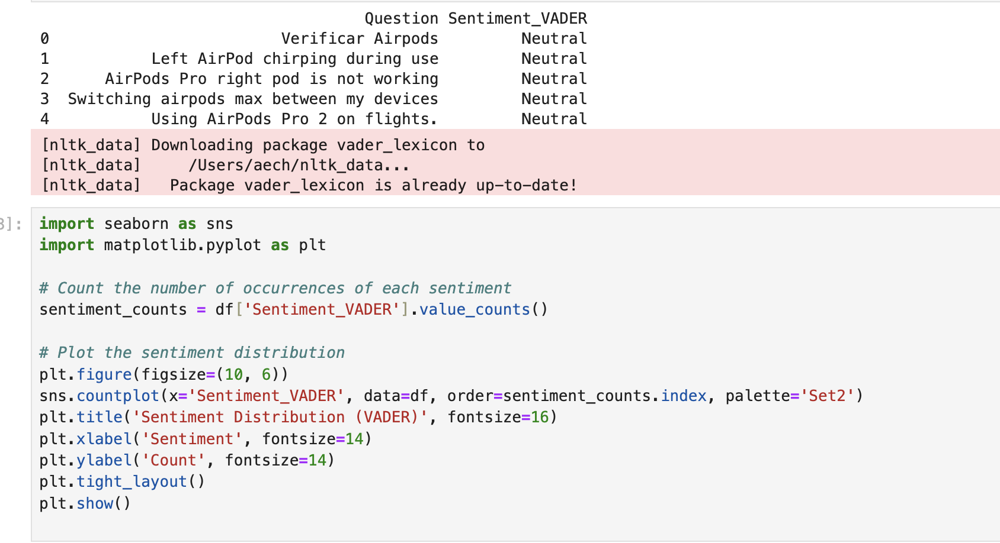 Question Sentiment_VADER
0 Verificar Airpods Neutral
1 Left AirPod chirping during use Neutral
2 AirPods Pro right pod is not working Neutral
3 Switching airpods max between my devices Neutral
4 Using AirPods Pro 2 on flights. Neutral
[nltk_data] Downloading package vader_lexicon to
[nltk_data]     /Users/aech/nltk_data...
[nltk_data]   Package vader_lexicon is already up-to-date!
]:
import seaborn as sns
import matplotlib.pyplot as plt
# Count the number of occurrences of each sentiment
sentiment_counts = df['Sentiment_VADER'].value_counts()
# Plot the sentiment distribution
plt.figure(figsize=(10, 6))
sns.countplot(x='Sentiment_VADER', data=df, order=sentiment_counts.index, palette='Set2')
plt.title('Sentiment Distribution (VADER)', fontsize=16)
plt.xlabel('Sentiment', fontsize=14)
plt.ylabel('Count', fontsize=14)
plt.tight_layout()
plt.show()